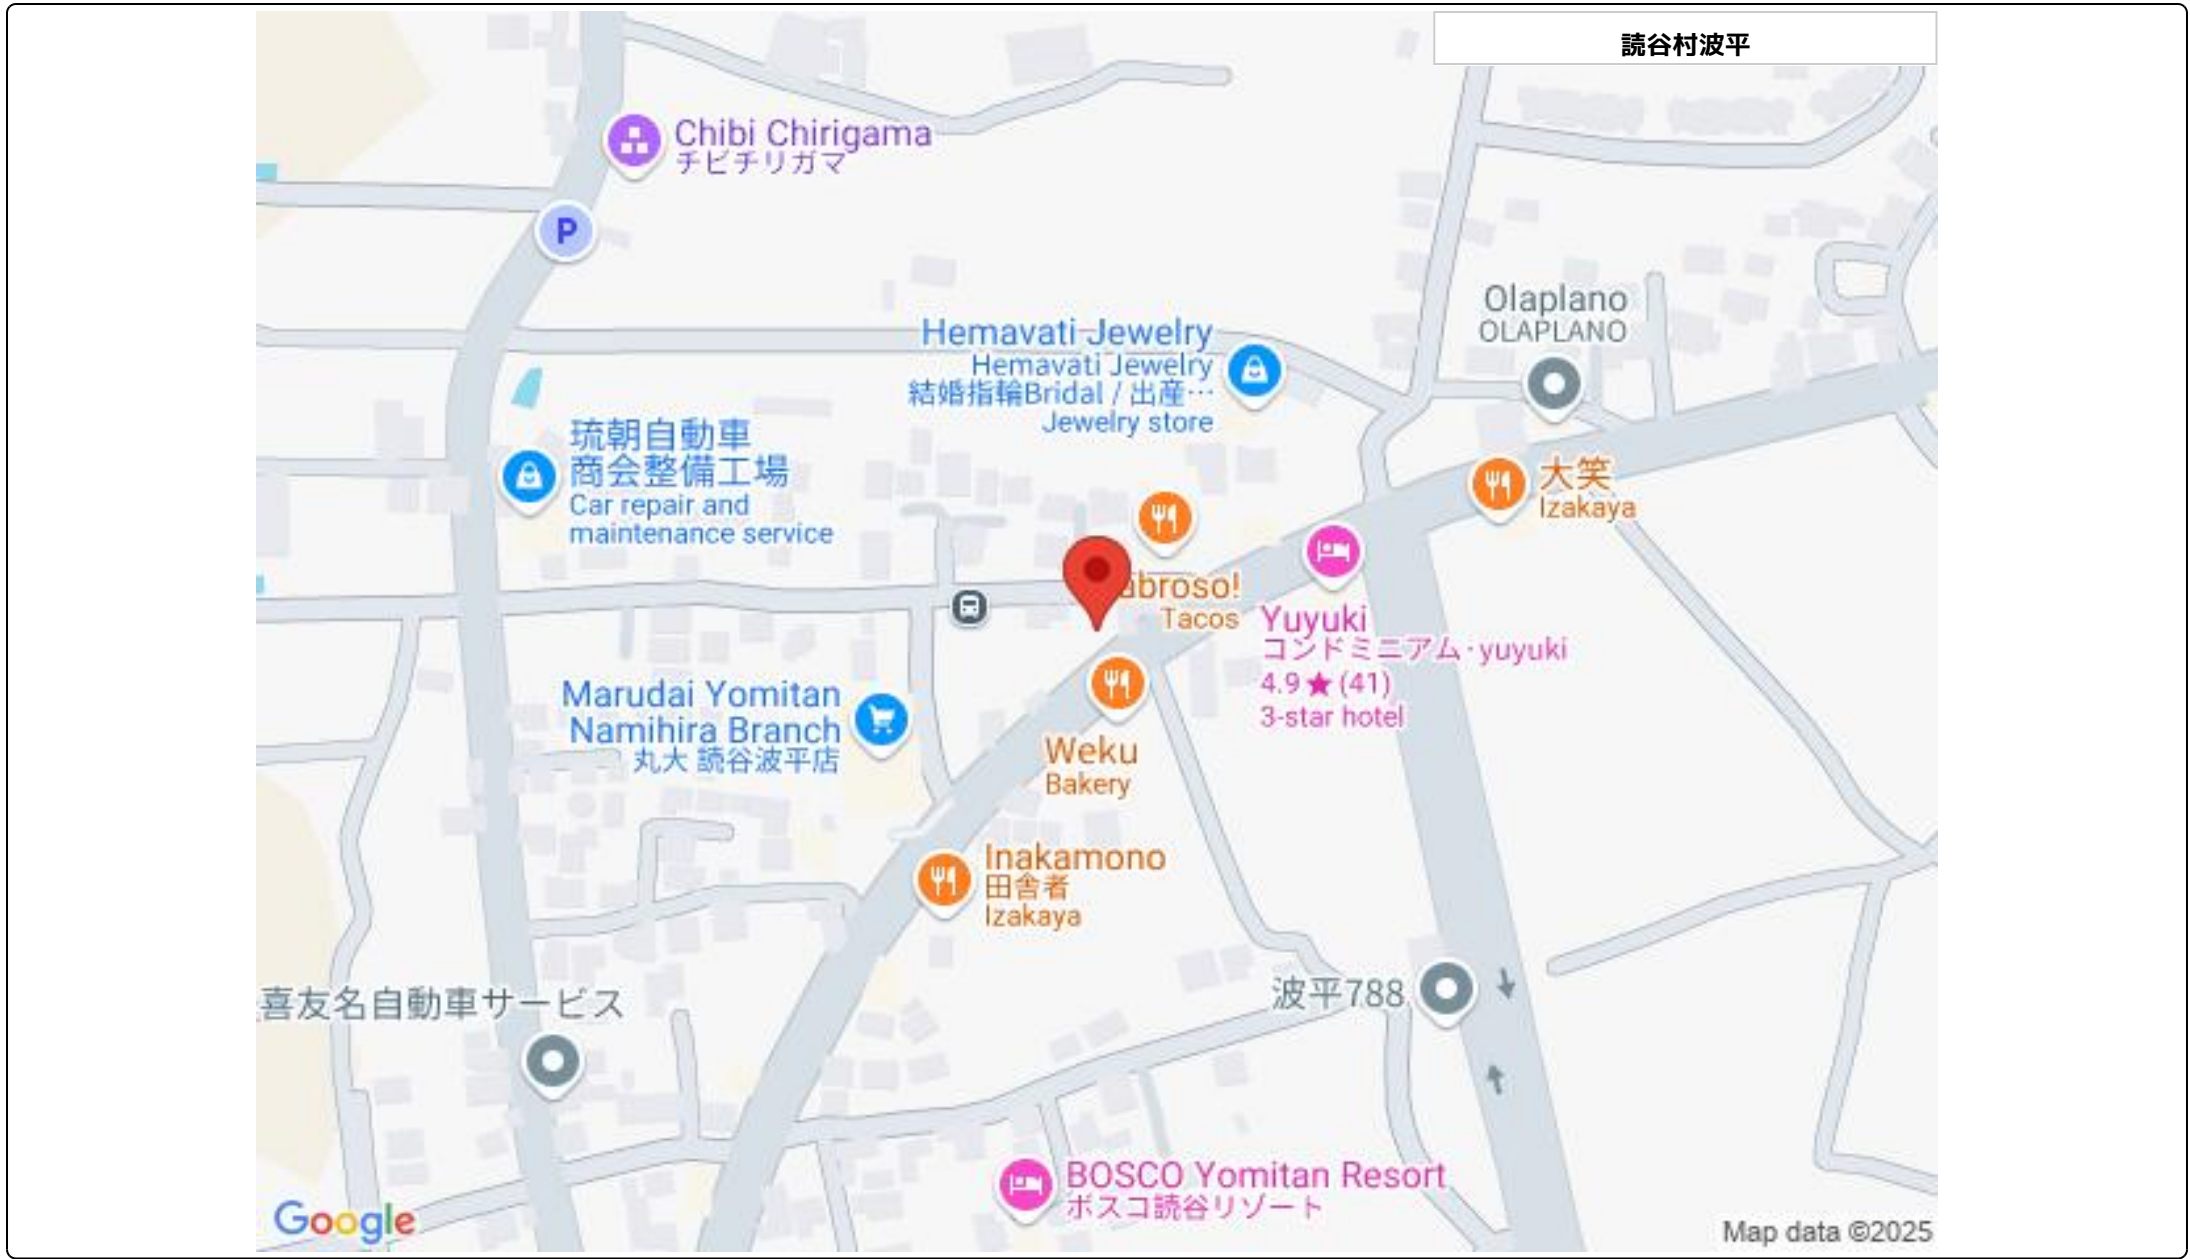 読谷村波平
Chibi Chirigama
チビチリガマ
P
Olaplano
OLAPLANO
Hemavati Jewelry
Hemavati Jewelry
結婚指輪Bridal / 出産…
Jewelry store
琉朝自動車
商会整備工場
Car repair and
maintenance service
大笑
Izakaya
abroso!
Tacos
Yuyuki
コンドミニアム・yuyuki
4.9★(41)
3-star hotel
Marudai Yomitan
Namihira Branch
丸大 読谷波平店
Weku
Bakery
Inakamono
田舎者
Izakaya
喜友名自動車サービス
波平788
BOSCO Yomitan Resort
ボスコ読谷リゾート
Google
Map data ©2025